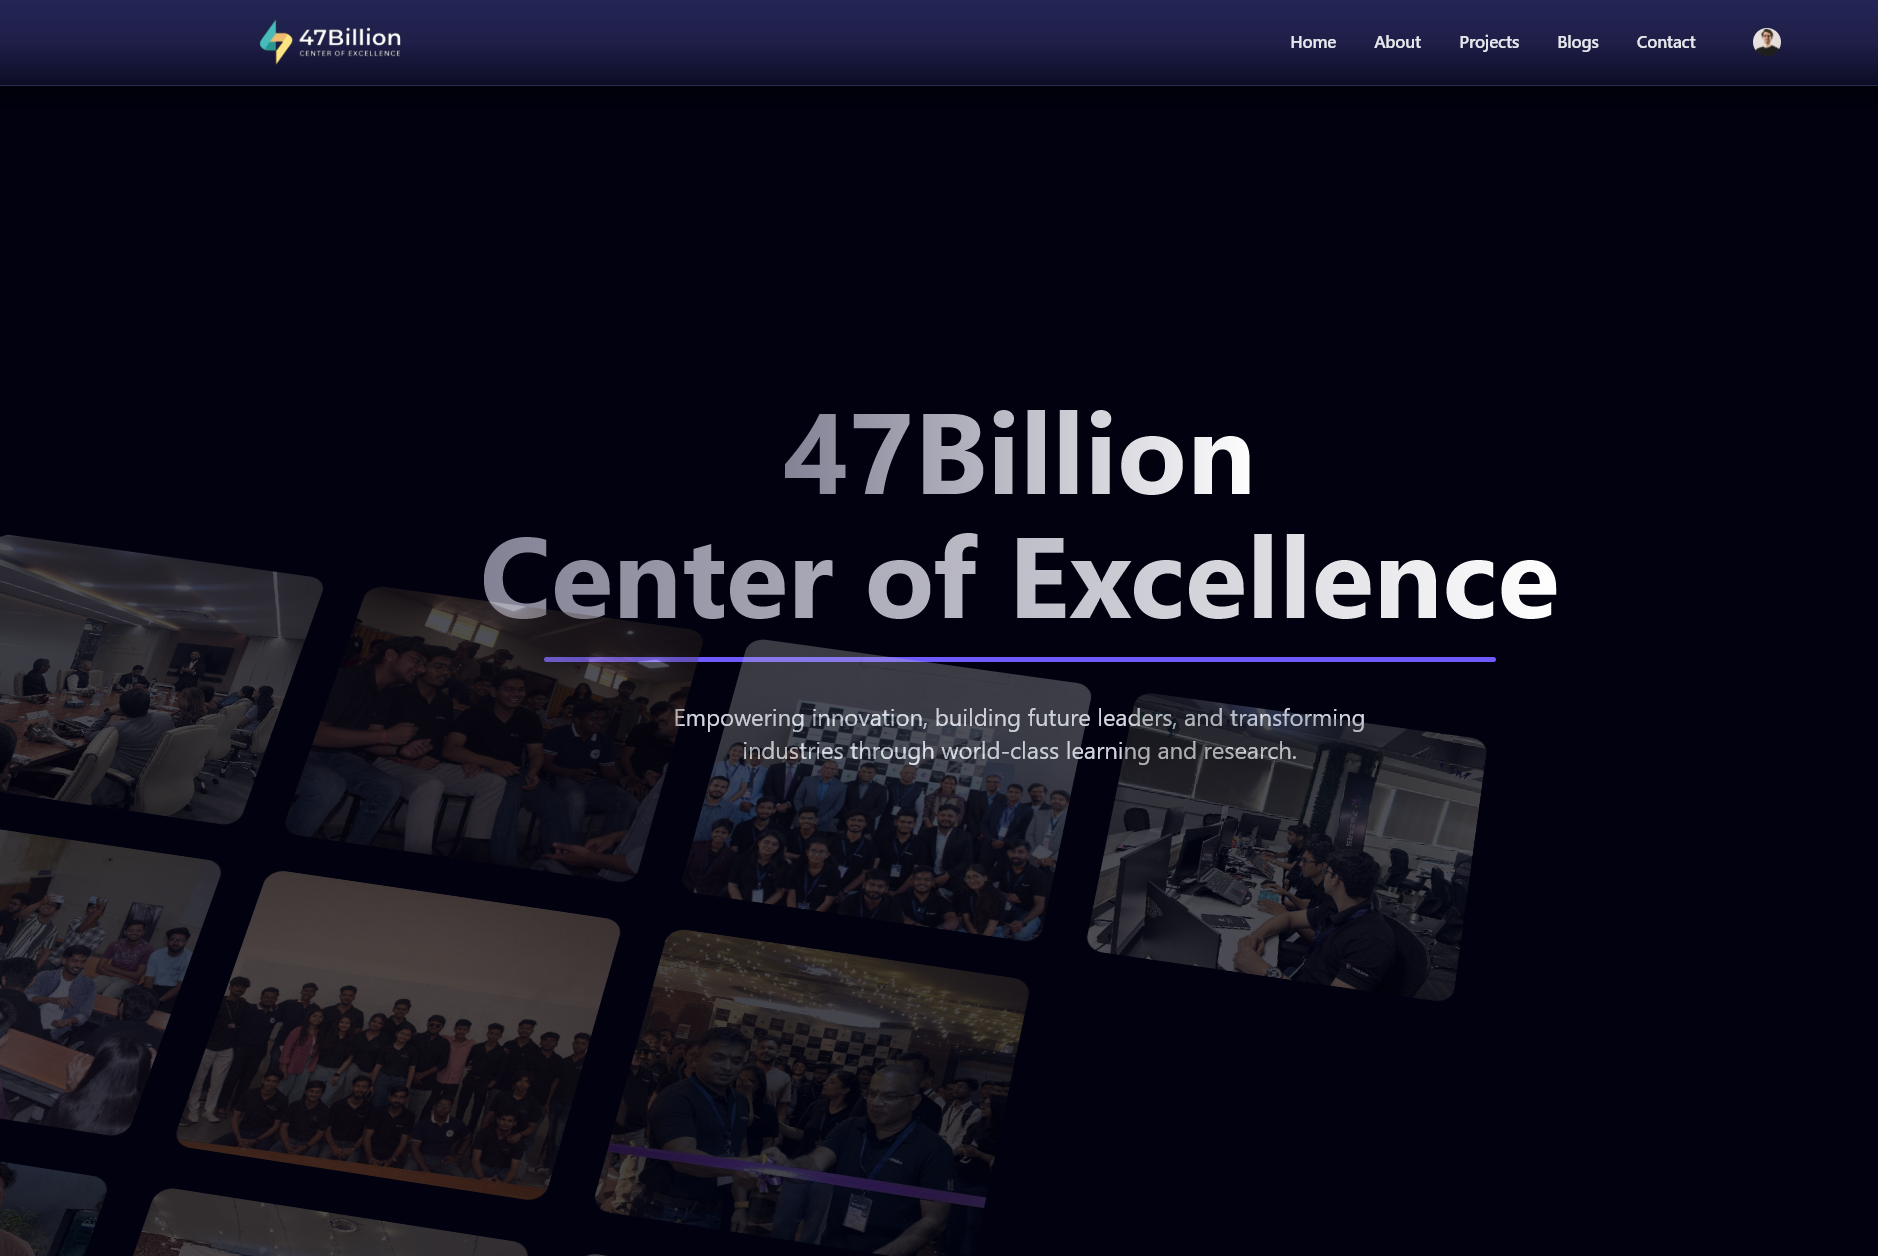 47Billion
CENTER OF EXCELLENCE
Home
About
Projects
Blogs
Contact
47Billion
Center of Excellence
Empowering innovation, building future leaders, and transforming
industries through world-class learning and research.